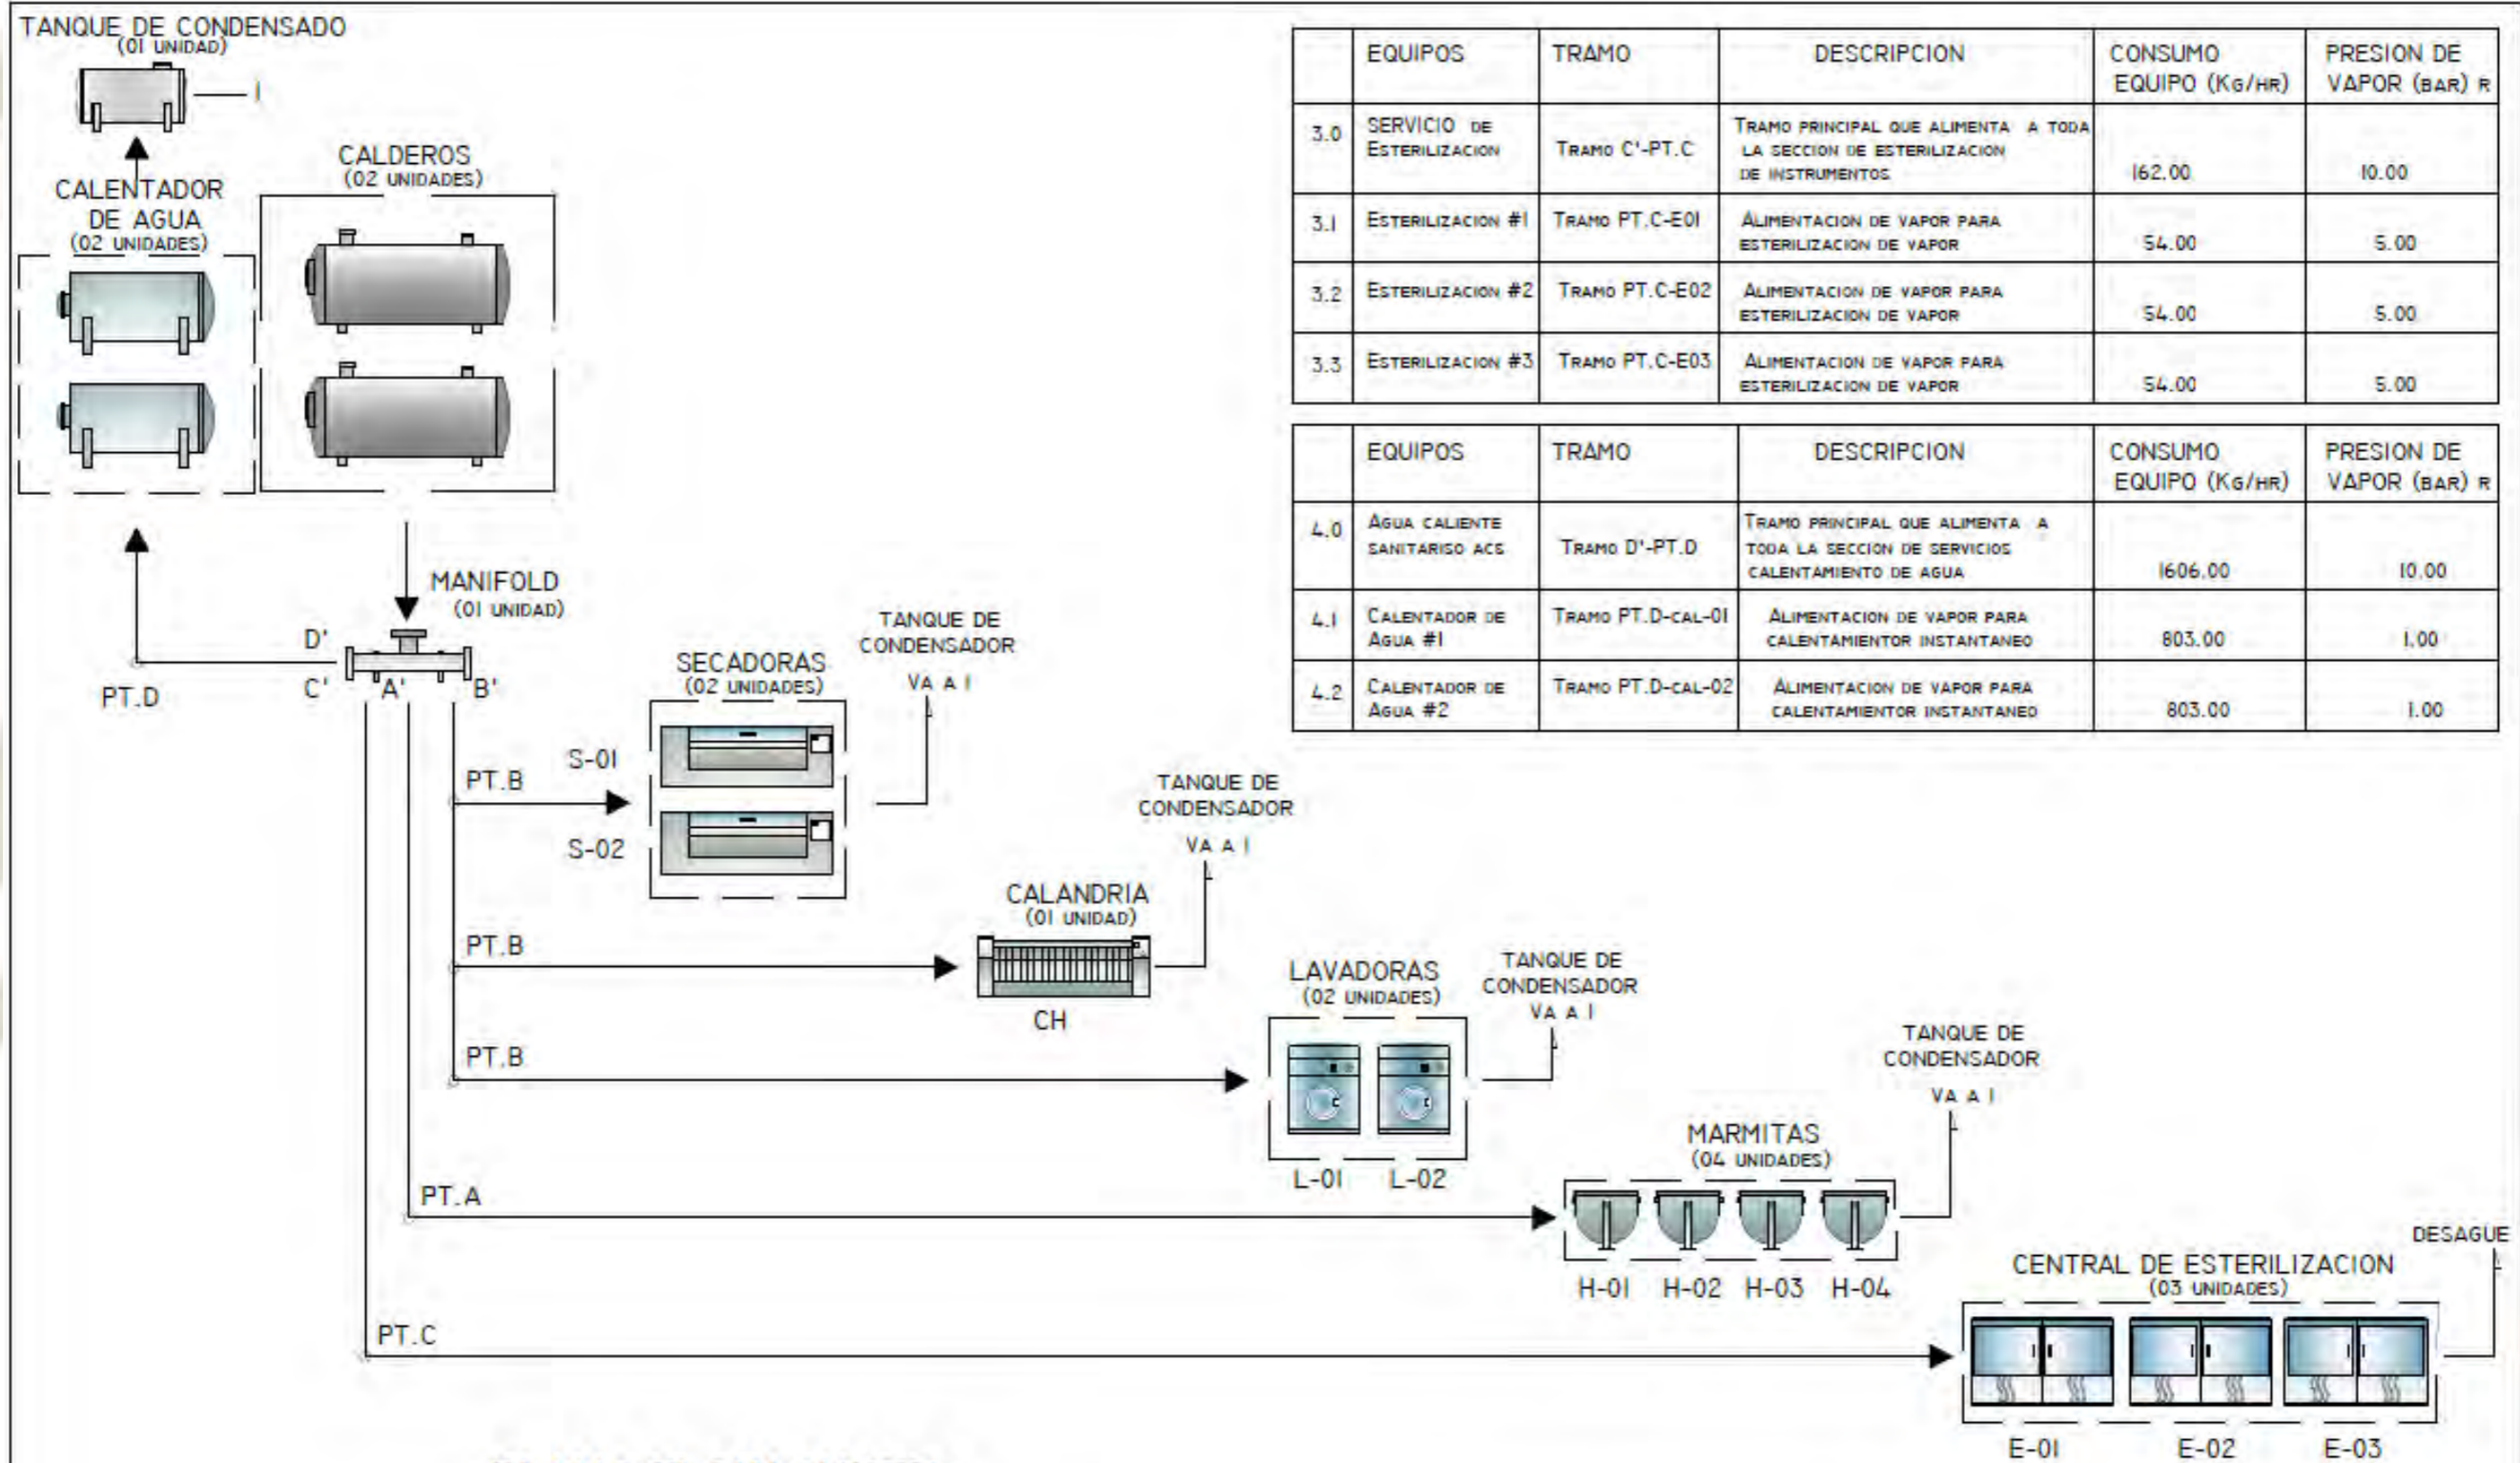 TANQUE DE CONDENSADO
(01 UNIDAD)
I
CALENTADOR
DE AGUA
(02 UNIDADES)
CALDEROS
(02 UNIDADES)
MANIFOLD
(01 UNIDAD)
D'
C'
A'
B'
PT.D
EQUIPOS TRAMO DESCRIPCION CONSUMO EQUIPO (KG/HR) PRESION DE VAPOR (BAR) R
3.0 SERVICIO DE ESTERILIZACION TRAMO C'-PT.C TRAMO PRINCIPAL QUE ALIMENTA A TODA LA SECCION DE ESTERILIZACION DE INSTRUMENTOS 162.00 10.00
3.1 ESTERILIZACION #1 TRAMO PT.C-E01 ALIMENTACION DE VAPOR PARA ESTERILIZACION DE VAPOR 54.00 5.00
3.2 ESTERILIZACION #2 TRAMO PT.C-E02 ALIMENTACION DE VAPOR PARA ESTERILIZACION DE VAPOR 54.00 5.00
3.3 ESTERILIZACION #3 TRAMO PT.C-E03 ALIMENTACION DE VAPOR PARA ESTERILIZACION DE VAPOR 54.00 5.00
EQUIPOS TRAMO DESCRIPCION CONSUMO EQUIPO (KG/HR) PRESION DE VAPOR (BAR) R
4.0 AGUA CALIENTE SANITARISO ACS TRAMO D'-PT.D TRAMO PRINCIPAL QUE ALIMENTA A TODA LA SECCION DE SERVICIOS CALENTAMIENTO DE AGUA 1606.00 10.00
4.1 CALENTADOR DE AGUA #1 TRAMO PT.D-CAL-01 ALIMENTACION DE VAPOR PARA CALENTAMIENTOR INSTANTANEO 803.00 1.00
4.2 CALENTADOR DE AGUA #2 TRAMO PT.D-CAL-02 ALIMENTACION DE VAPOR PARA CALENTAMIENTOR INSTANTANEO 803.00 1.00
SECADORAS
(02 UNIDADES)
S-01
S-02
PT.B
TANQUE DE
CONDENSADOR
VA A I
PT.B
CALANDRIA
(01 UNIDAD)
CH
TANQUE DE
CONDENSADOR
VA A I
PT.B
LAVADORAS
(02 UNIDADES)
L-01 L-02
TANQUE DE
CONDENSADOR
VA A I
PT.A
MARMITAS
(04 UNIDADES)
H-01 H-02 H-03 H-04
TANQUE DE
CONDENSADOR
VA A I
PT.C
CENTRAL DE ESTERILIZACION
(03 UNIDADES)
DESAGUE
E-01 E-02 E-03